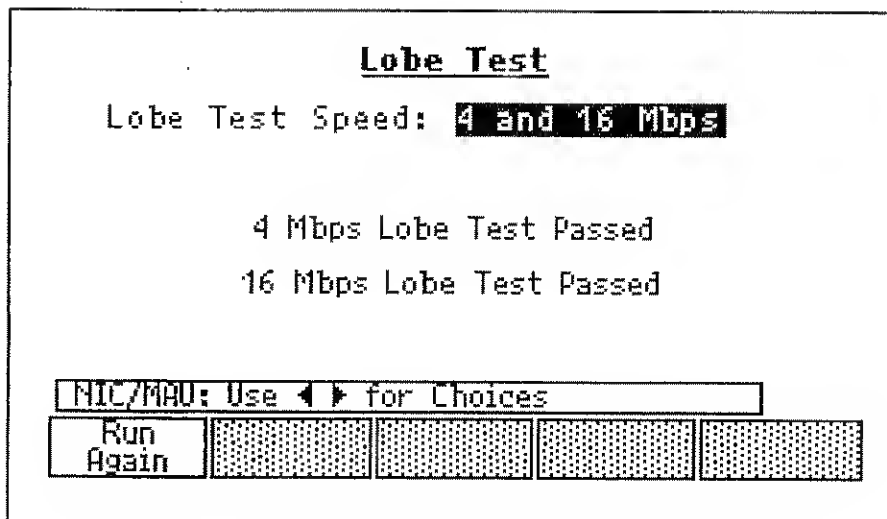 Lobe Test
Lobe Test Speed: 4 and 16 Mbps
4 Mbps Lobe Test Passed
16 Mbps Lobe Test Passed
NIC/MAU: Use ◀ ▶ for Choices
Run
Again